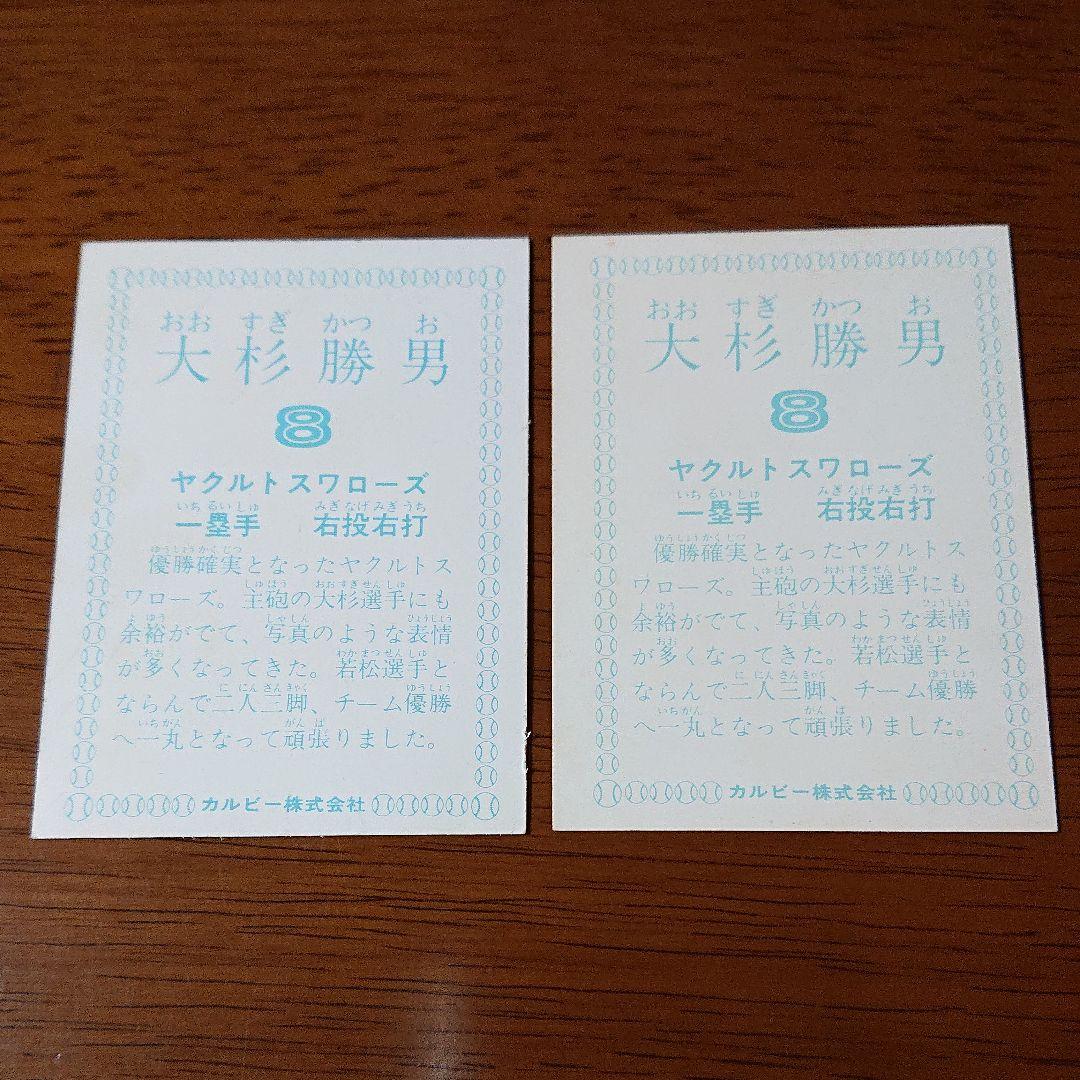 おお すぎ かつ お
大杉勝男
8
ヤクルトスワローズ
いちるいしゅ みぎなげみぎうち
一塁手 右投右打
ゆうしょうかくじつ
優勝確実となったヤクルトス
しゅほう おおすぎせんしゅ
ワローズ。主砲の大杉選手にも
よゆう しゃしん ひょうじょう
余裕がでて、写真のような表情
おお わかまつせんしゅ
が多くなってきた。若松選手と
ににんさんきゃく ゆうしょう
ならんで二人三脚、チーム優勝
いちがん がんば
へ一丸となって頑張りました。
カルビー株式会社
おお すぎ かつ お
大杉勝男
8
ヤクルトスワローズ
いちるいしゅ みぎなげみぎうち
一塁手 右投右打
ゆうしょうかくじつ
優勝確実となったヤクルトス
しゅほう おおすぎせんしゅ
ワローズ。主砲の大杉選手にも
よゆう しゃしん ひょうじょう
余裕がでて、写真のような表情
おお わかまつせんしゅ
が多くなってきた。若松選手と
ににんさんきゃく ゆうしょう
ならんで二人三脚、チーム優勝
いちがん がんば
へ一丸となって頑張りました。
カルビー株式会社